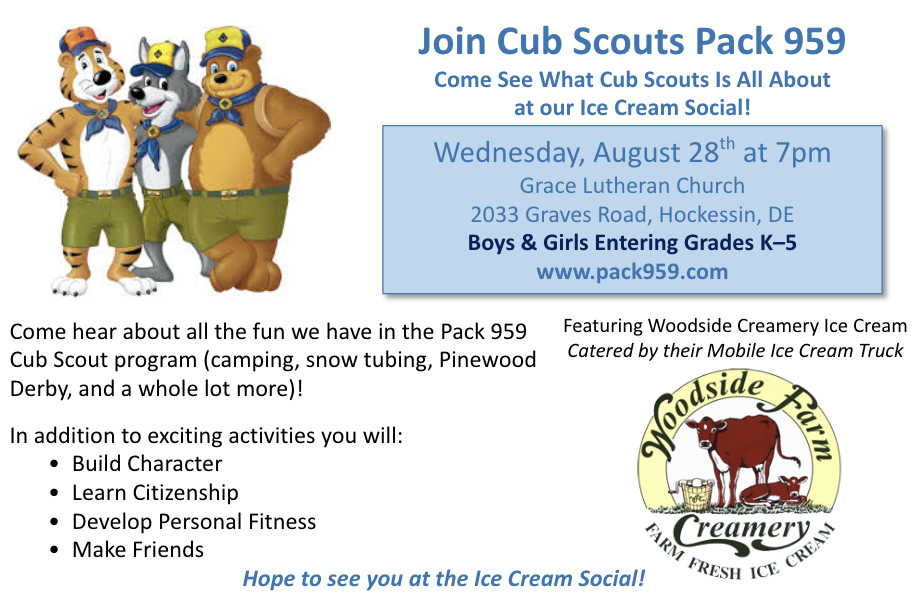 Join Cub Scouts Pack 959
Come See What Cub Scouts Is All About
at our Ice Cream Social!
Wednesday, August 28th at 7pm
Grace Lutheran Church
2033 Graves Road, Hockessin, DE
Boys & Girls Entering Grades K–5
www.pack959.com
Come hear about all the fun we have in the Pack 959
Cub Scout program (camping, snow tubing, Pinewood
Derby, and a whole lot more)!
In addition to exciting activities you will:
• Build Character
• Learn Citizenship
• Develop Personal Fitness
• Make Friends
Featuring Woodside Creamery Ice Cream
Catered by their Mobile Ice Cream Truck
Woodside Farm
Creamery
FARM FRESH ICE CREAM
Hope to see you at the Ice Cream Social!